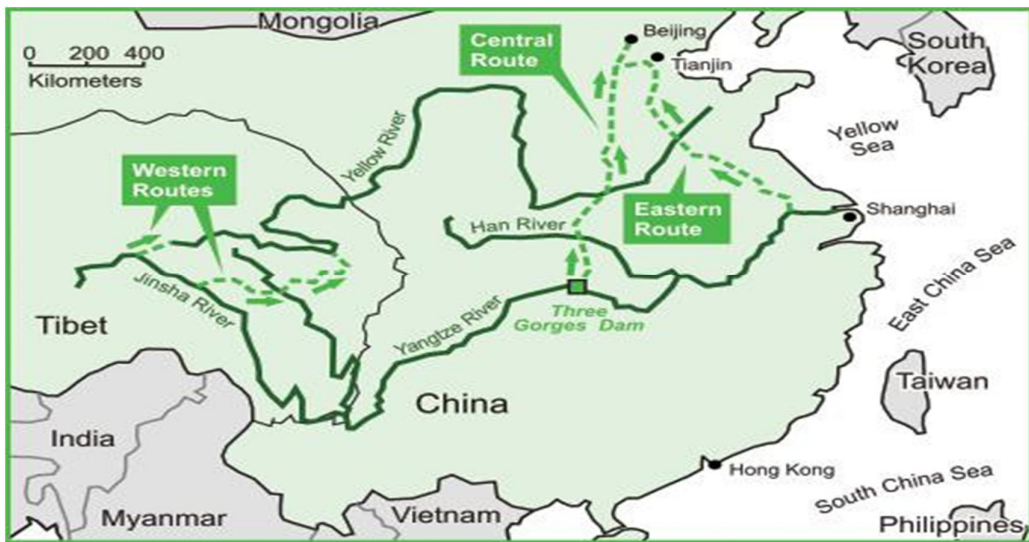 Mongolia
0 200 400
Kilometers
Central
Route
Beijing
Tianjin
South
Korea
Yellow
Sea
Yellow River
Western
Routes
Han River
Eastern
Route
Shanghai
East China Sea
Jinsha River
Tibet
Yangtze River
Three
Gorges Dam
China
Taiwan
India
Hong Kong
South China Sea
Myanmar
Vietnam
Philippines